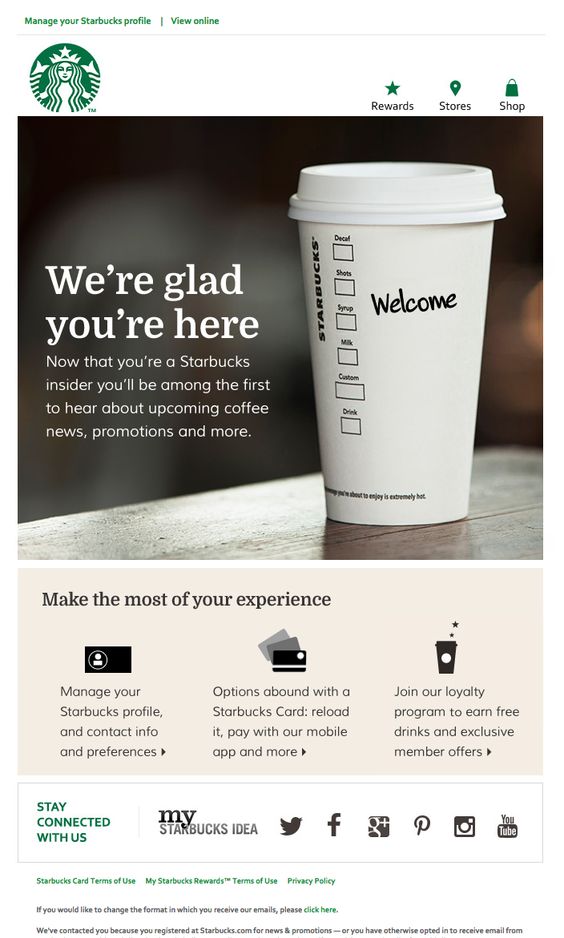 Manage your Starbucks profile | View online
TM
Rewards Stores Shop
We're glad
you're here
Now that you're a Starbucks
insider you'll be among the first
to hear about upcoming coffee
news, promotions and more.
STARBUCKS
Decaf
Shots
Syrup
Milk
Custom
Drink
Welcome
you're about to enjoy is extremely hot.
Make the most of your experience
Manage your
Starbucks profile,
and contact info
and preferences
Options abound with a
Starbucks Card: reload
it, pay with our mobile
app and more
Join our loyalty
program to earn free
drinks and exclusive
member offers
STAY
CONNECTED
WITH US
my
STARBUCKS IDEA
You
Tube
Starbucks Card Terms of Use My Starbucks Rewards™ Terms of Use Privacy Policy
If you would like to change the format in which you receive our emails, please click here.
We've contacted you because you registered at Starbucks.com for news & promotions — or you have otherwise opted in to receive email from